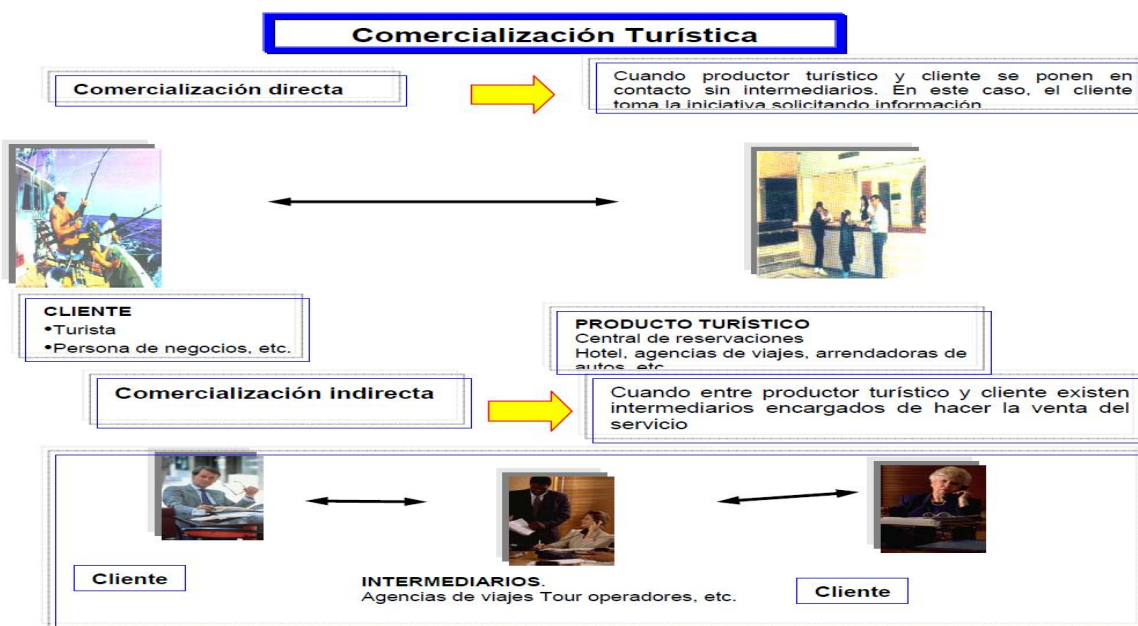 Comercialización Turística
Comercialización directa
Cuando productor turístico y cliente se ponen en
contacto sin intermediarios. En este caso, el cliente
toma la iniciativa solicitando información
CLIENTE
•Turista
•Persona de negocios, etc.
PRODUCTO TURÍSTICO
Central de reservaciones
Hotel, agencias de viajes, arrendadoras de
autos, etc
Comercialización indirecta
Cuando entre productor turístico y cliente existen
intermediarios encargados de hacer la venta del
servicio
Cliente
INTERMEDIARIOS.
Agencias de viajes Tour operadores, etc.
Cliente